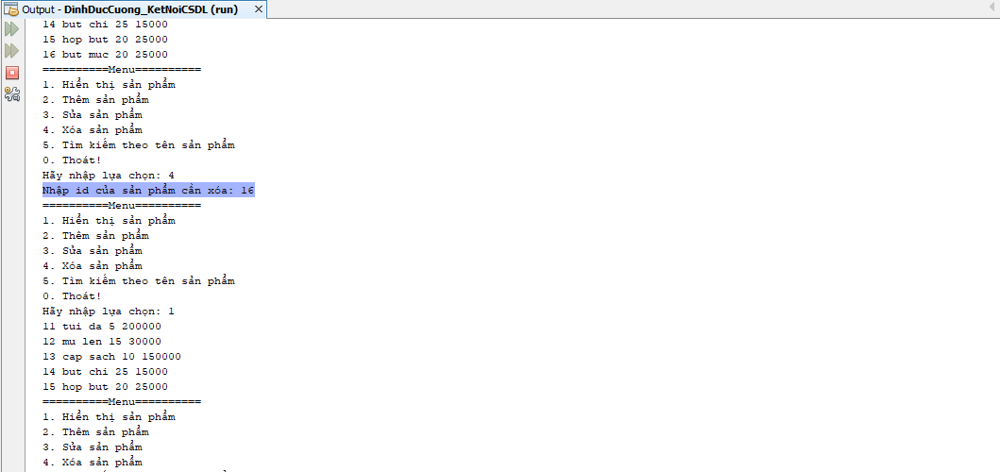 Output - DinhDucCuong_KetNoiCSDL (run)
14 but chi 25 15000
15 hop but 20 25000
16 but muc 20 25000
==========Menu==========
1. Hiển thị sản phẩm
2. Thêm sản phẩm
3. Sửa sản phẩm
4. Xóa sản phẩm
5. Tìm kiếm theo tên sản phẩm
0. Thoát!
Hãy nhập lựa chọn: 4
Nhập id của sản phẩm cần xóa: 16
==========Menu==========
1. Hiển thị sản phẩm
2. Thêm sản phẩm
3. Sửa sản phẩm
4. Xóa sản phẩm
5. Tìm kiếm theo tên sản phẩm
0. Thoát!
Hãy nhập lựa chọn: 1
11 tui da 5 200000
12 mu len 15 30000
13 cap sach 10 150000
14 but chi 25 15000
15 hop but 20 25000
==========Menu==========
1. Hiển thị sản phẩm
2. Thêm sản phẩm
3. Sửa sản phẩm
4. Xóa sản phẩm